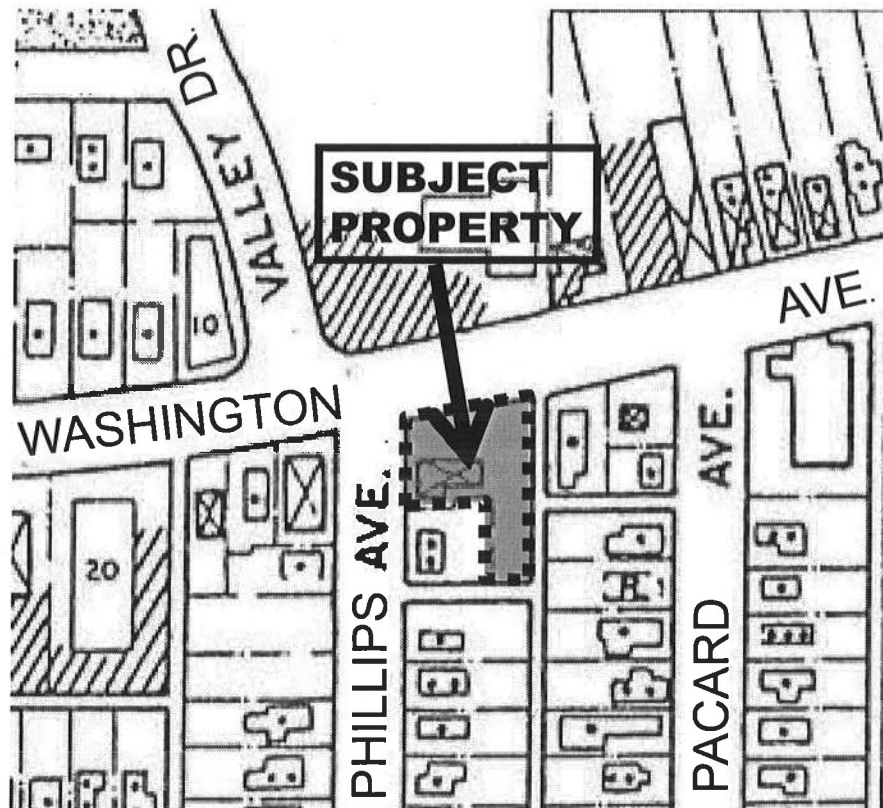 VALLEY DR.
SUBJECT
PROPERTY
10
AVE.
WASHINGTON
PHILLIPS AVE.
PACARD AVE.
20